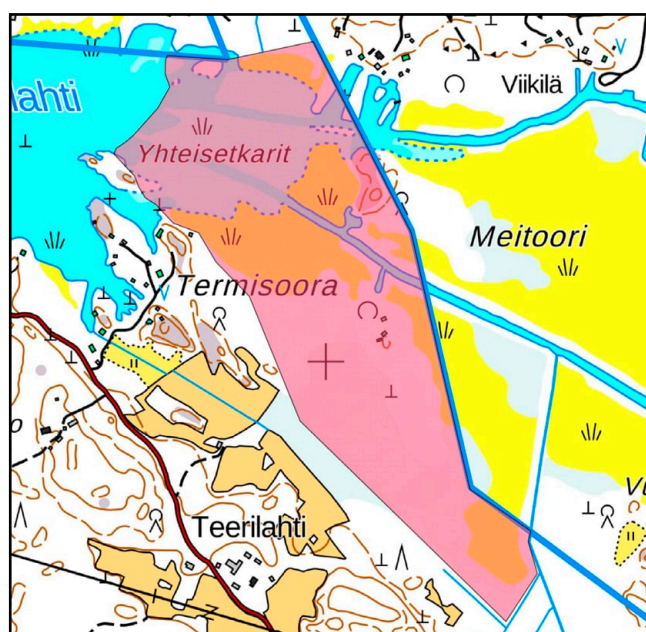 Viikilä
lahti
Yhteisetkarit
Meitoori
Termisoora
Teerilahti